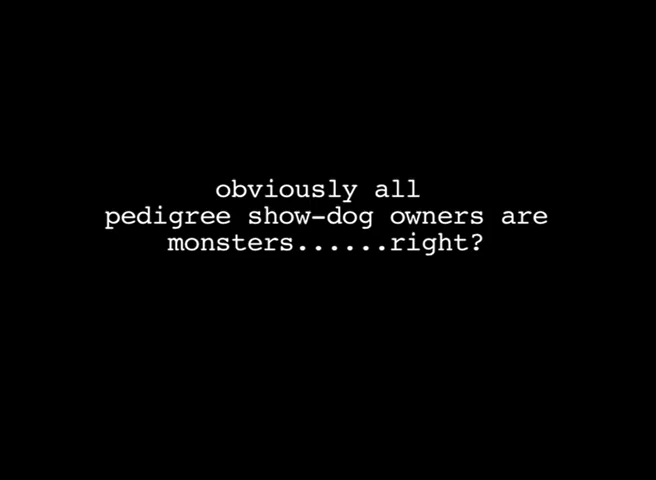 obviously all
pedigree show-dog owners are
monsters......right?